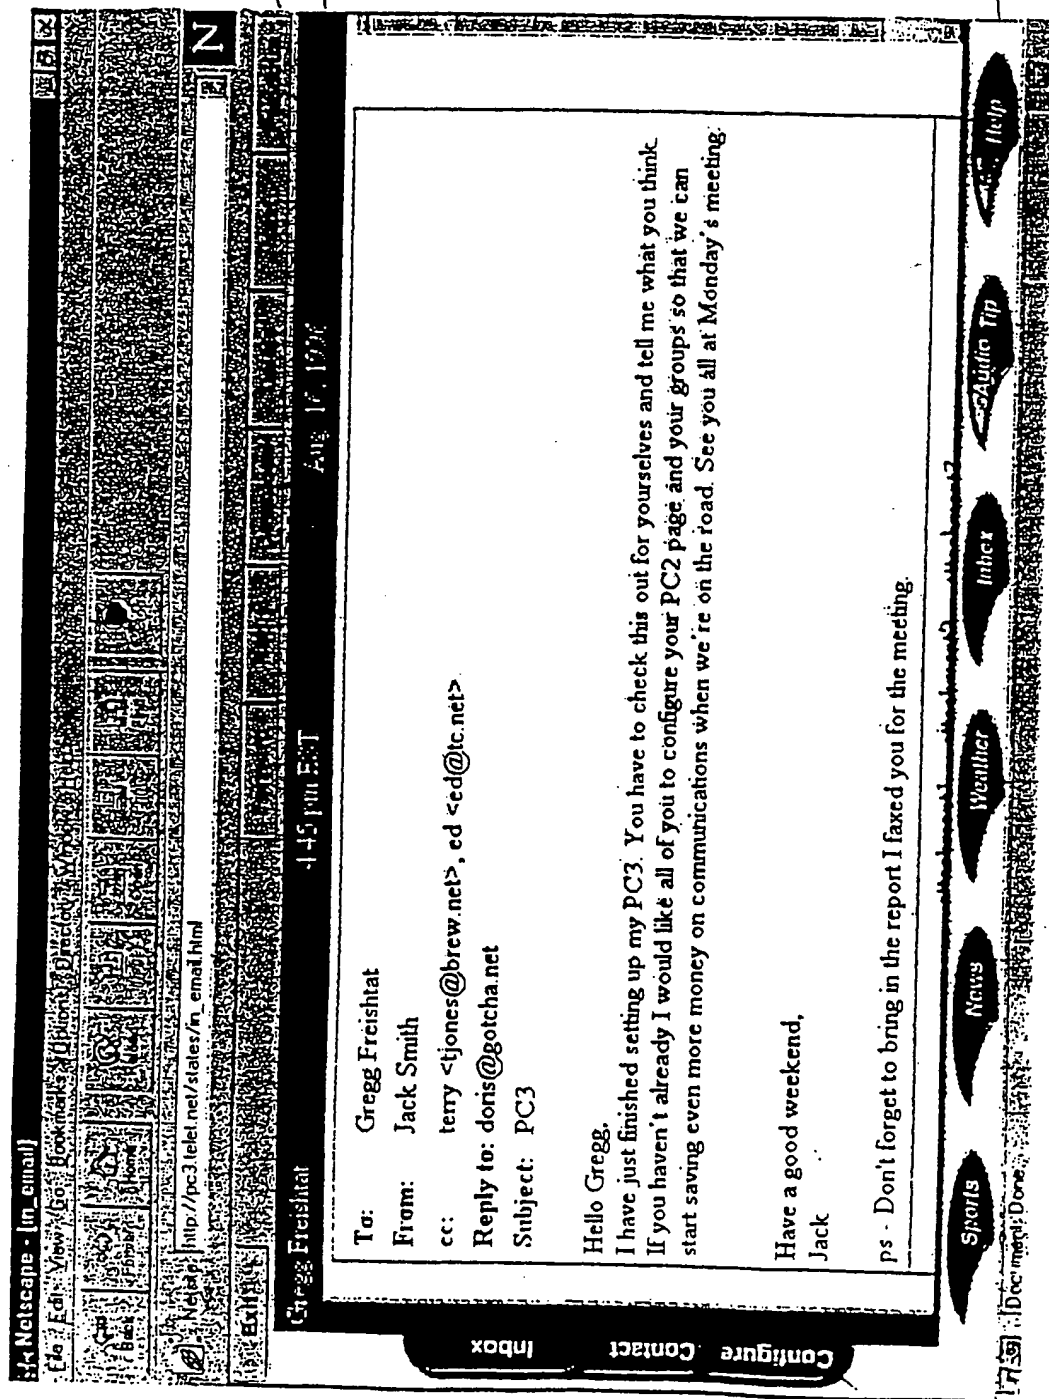 Netscape - [in_email]
File Edit View Go Bookmarks Options Directory Window Help
Back Home
http://pc3.telet.net/states/in_email.html
N
Exit
Gregg Freishtat 4:45 pm EST Aug. 16, 1996
To: Gregg Freishtat
From: Jack Smith
cc: terry <tjones@brew.net>, ed <ed@tc.net>
Reply to: doris@gotcha.net
Subject: PC3
Hello Gregg,
I have just finished setting up my PC3. You have to check this out for yourselves and tell me what you think.
If you haven't already I would like all of you to configure your PC2 page and your groups so that we can
start saving even more money on communications when we're on the road. See you all at Monday's meeting.
Have a good weekend,
Jack
ps - Don't forget to bring in the report I faxed you for the meeting.
Inbox
Contact
Configure
Sports News Weather Inbox Audio Tip Help
Document: Done